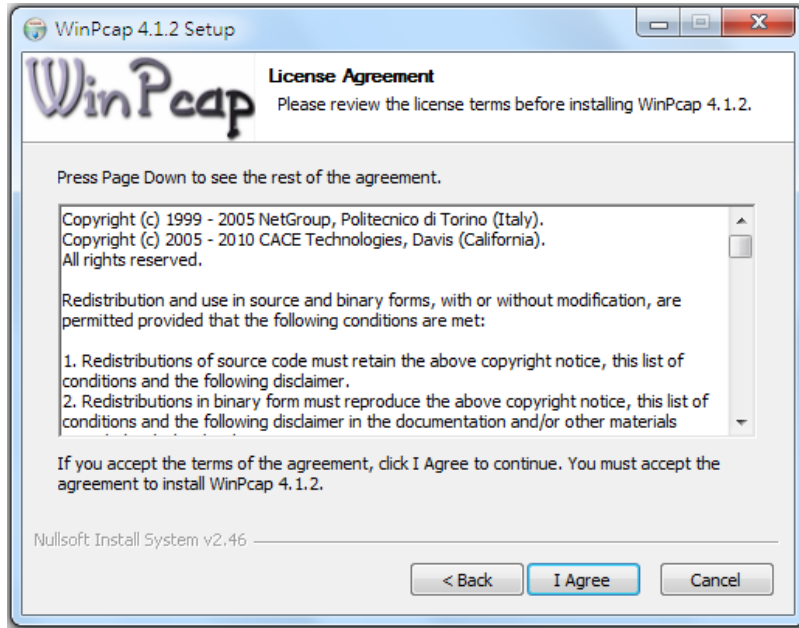 WinPcap 4.1.2 Setup
WinPcap
License Agreement
Please review the license terms before installing WinPcap 4.1.2.
Press Page Down to see the rest of the agreement.
Copyright (c) 1999 - 2005 NetGroup, Politecnico di Torino (Italy).
Copyright (c) 2005 - 2010 CACE Technologies, Davis (California).
All rights reserved.
Redistribution and use in source and binary forms, with or without modification, are
permitted provided that the following conditions are met:
1. Redistributions of source code must retain the above copyright notice, this list of
conditions and the following disclaimer.
2. Redistributions in binary form must reproduce the above copyright notice, this list of
conditions and the following disclaimer in the documentation and/or other materials
If you accept the terms of the agreement, click I Agree to continue. You must accept the
agreement to install WinPcap 4.1.2.
Nullsoft Install System v2.46
< Back
I Agree
Cancel